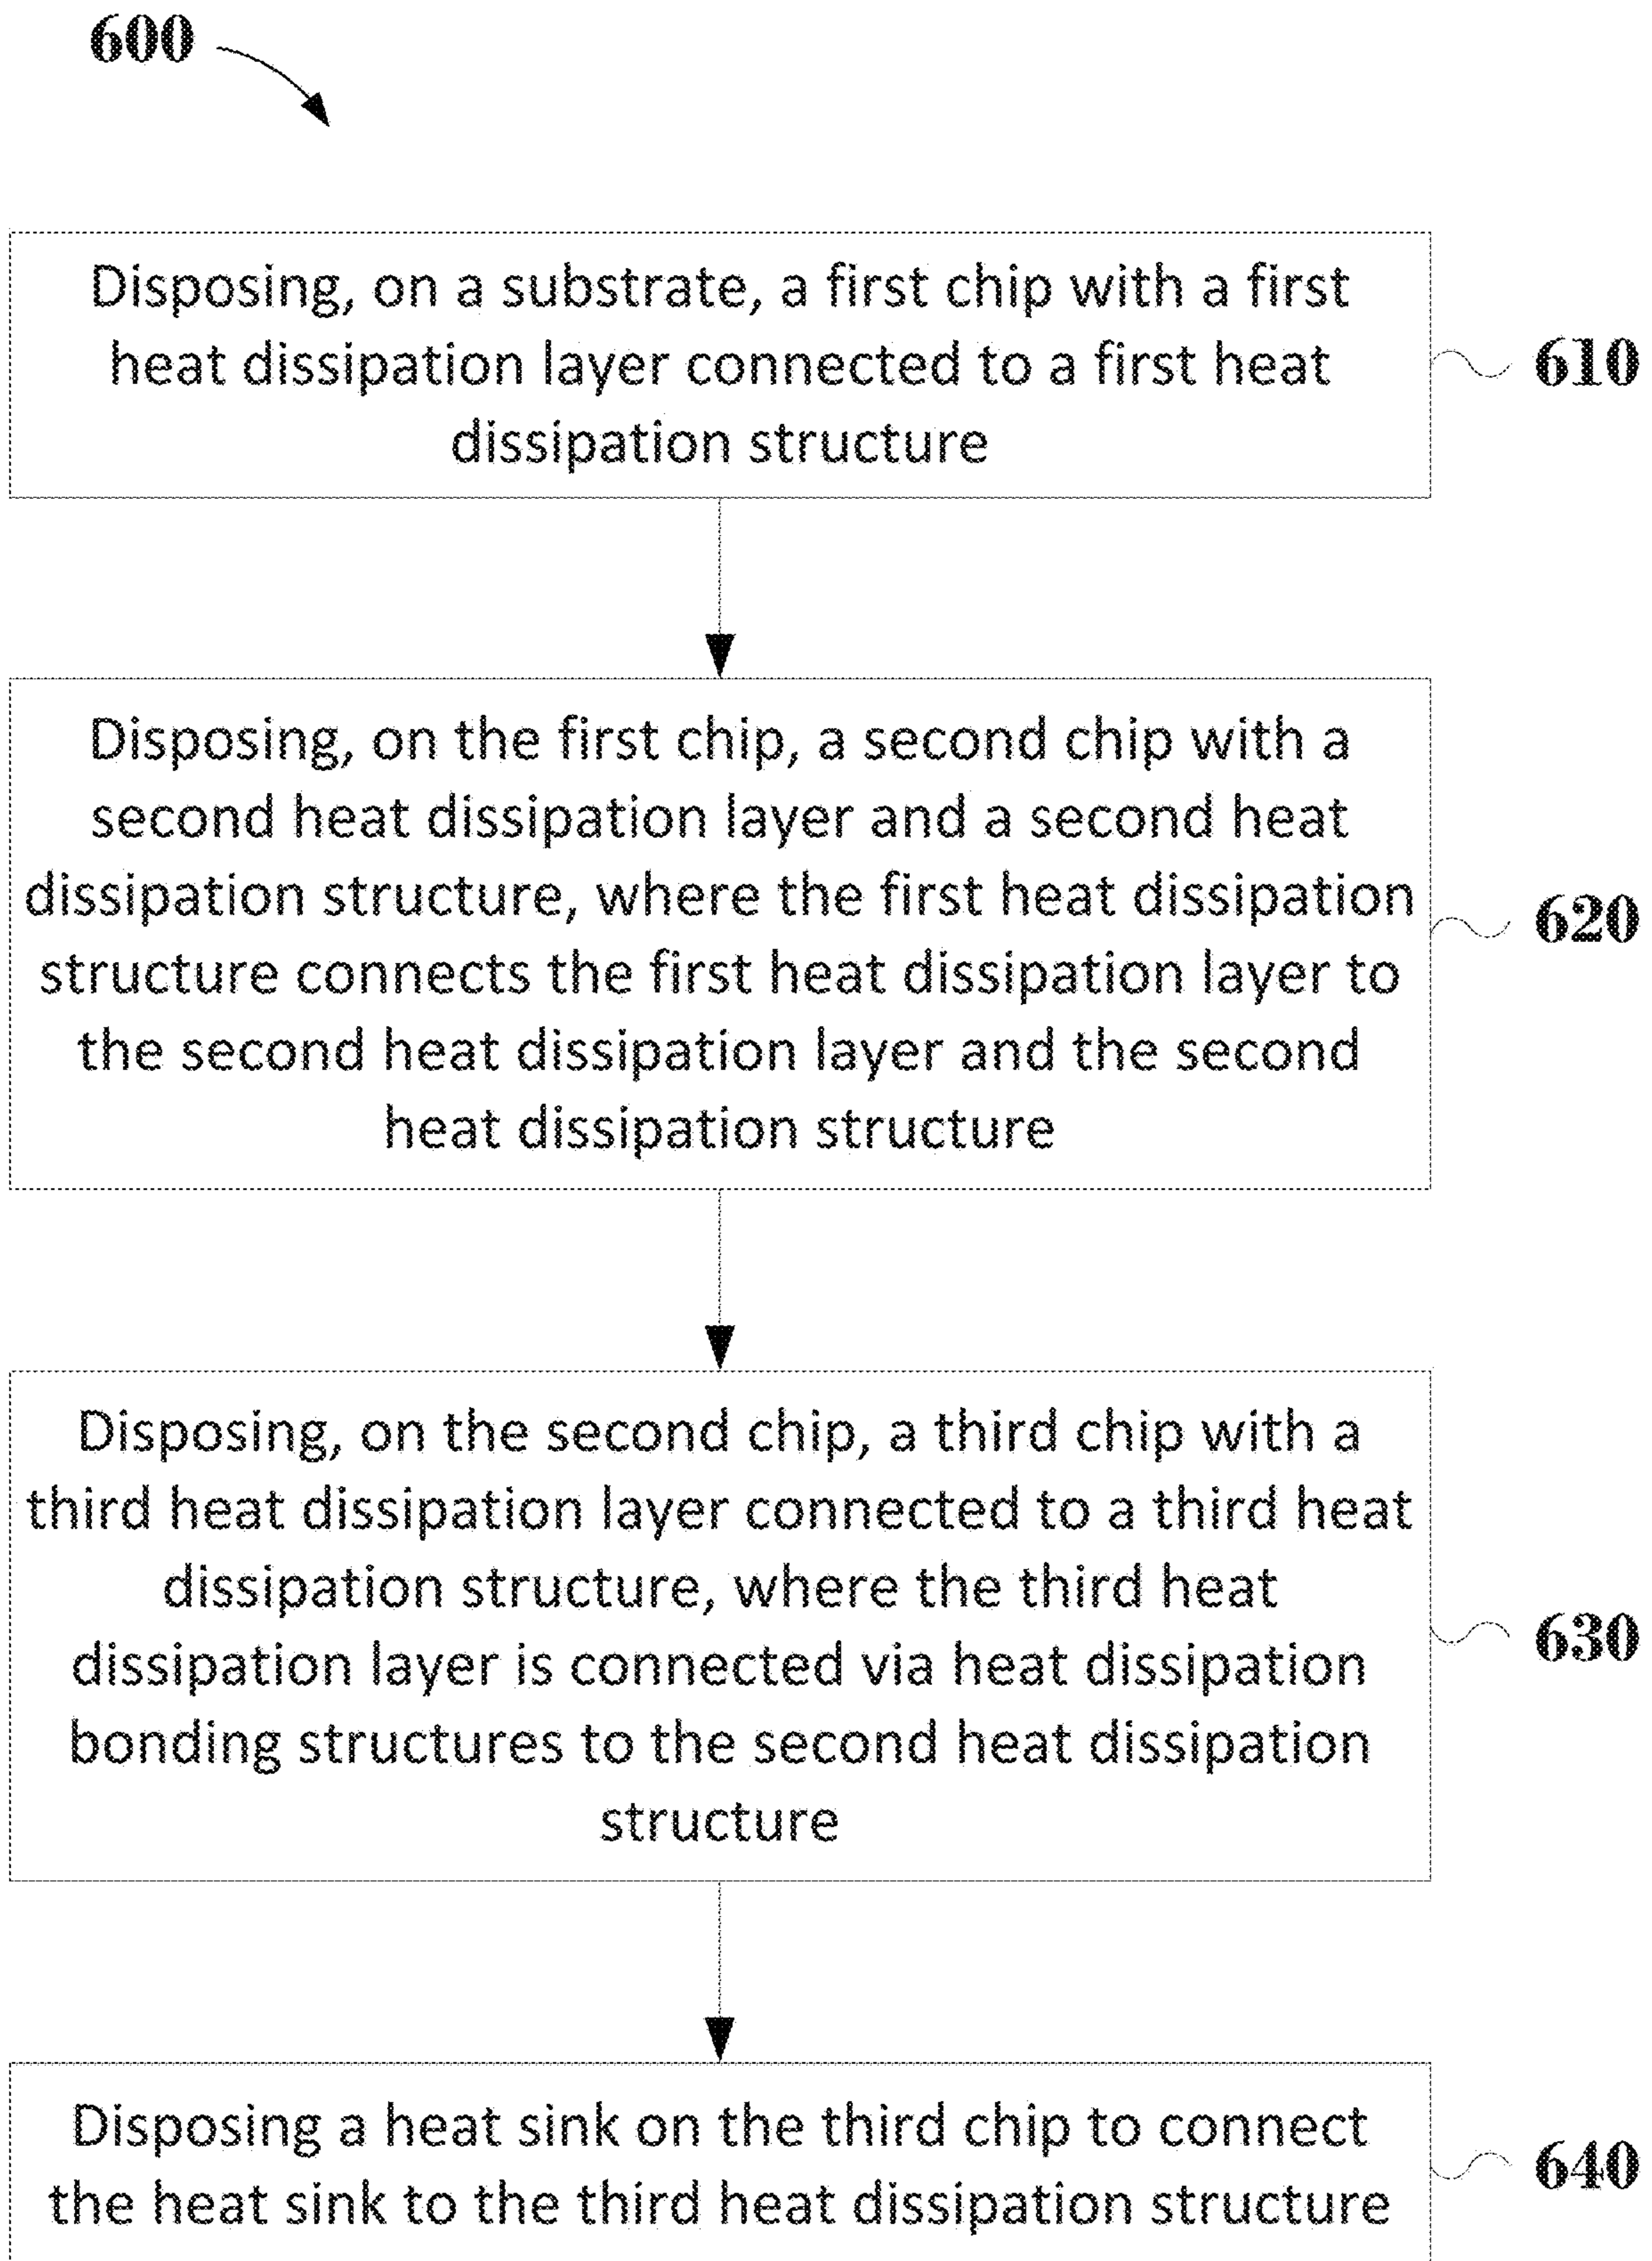 600
Disposing, on a substrate, a first chip with a first
heat dissipation layer connected to a first heat
dissipation structure
610
Disposing, on the first chip, a second chip with a
second heat dissipation layer and a second heat
dissipation structure, where the first heat dissipation
structure connects the first heat dissipation layer to
the second heat dissipation layer and the second
heat dissipation structure
620
Disposing, on the second chip, a third chip with a
third heat dissipation layer connected to a third heat
dissipation structure, where the third heat
dissipation layer is connected via heat dissipation
bonding structures to the second heat dissipation
structure
630
Disposing a heat sink on the third chip to connect
the heat sink to the third heat dissipation structure
640